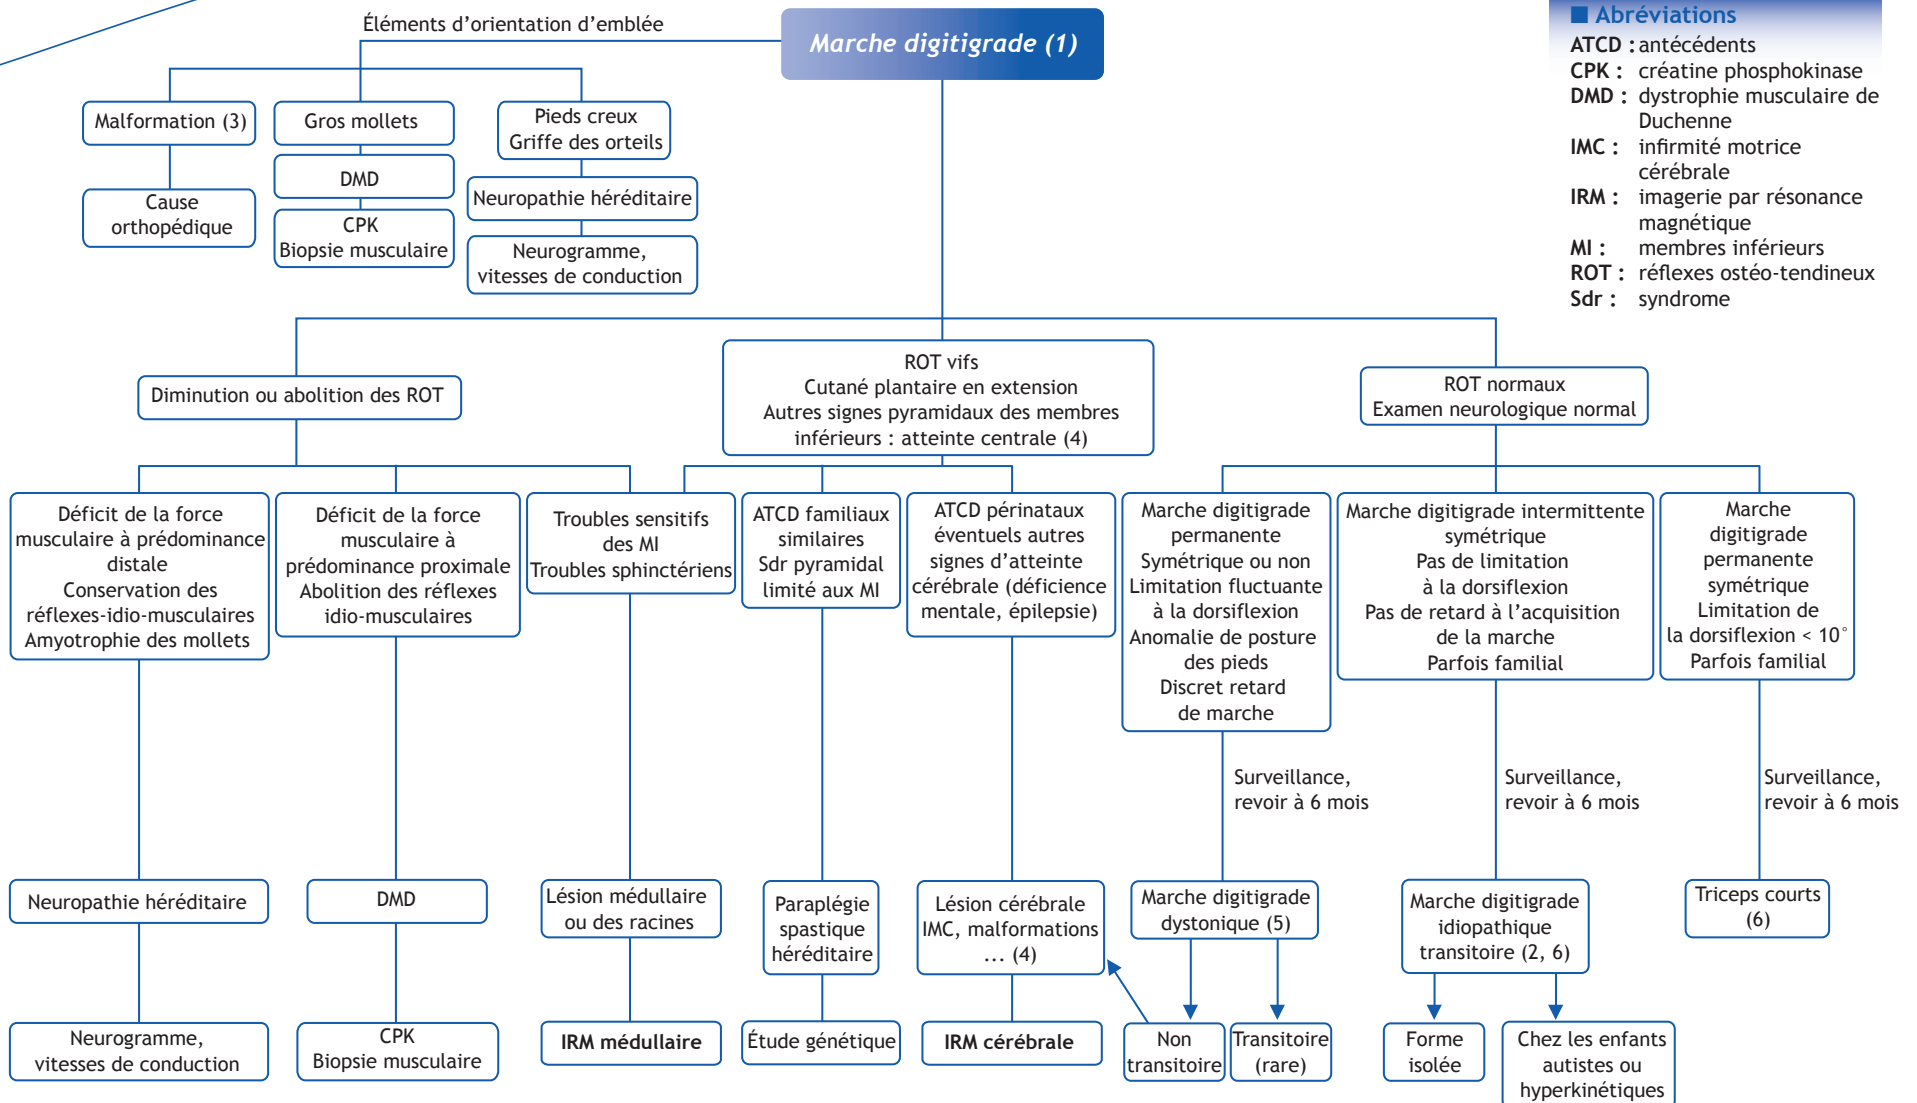 Éléments d'orientation d'emblée
Marche digitigrade (1)
■ Abréviations
ATCD : antécédents
CPK : créatine phosphokinase
DMD : dystrophie musculaire de
Duchenne
IMC : infirmité motrice
cérébrale
IRM : imagerie par résonance
magnétique
MI : membres inférieurs
ROT : réflexes ostéo-tendineux
Sdr : syndrome
Malformation (3)
Cause
orthopédique
Gros mollets
DMD
CPK
Biopsie musculaire
Pieds creux
Griffe des orteils
Neuropathie héréditaire
Neurogramme,
vitesses de conduction
Diminution ou abolition des ROT
ROT vifs
Cutané plantaire en extension
Autres signes pyramidaux des membres
inférieurs : atteinte centrale (4)
ROT normaux
Examen neurologique normal
Déficit de la force
musculaire à prédominance
distale
Conservation des
réflexes-idio-musculaires
Amyotrophie des mollets
Déficit de la force
musculaire à
prédominance proximale
Abolition des réflexes
idio-musculaires
Troubles sensitifs
des MI
Troubles sphinctériens
ATCD familiaux
similaires
Sdr pyramidal
limité aux MI
ATCD périnataux
éventuels autres
signes d'atteinte
cérébrale (déficience
mentale, épilepsie)
Marche digitigrade
permanente
Symétrique ou non
Limitation fluctuante
à la dorsiflexion
Anomalie de posture
des pieds
Discret retard
de marche
Marche digitigrade intermittente
symétrique
Pas de limitation
à la dorsiflexion
Pas de retard à l'acquisition
de la marche
Parfois familial
Marche
digitigrade
permanente
symétrique
Limitation de
la dorsiflexion < 10°
Parfois familial
Surveillance,
revoir à 6 mois
Surveillance,
revoir à 6 mois
Surveillance,
revoir à 6 mois
Neuropathie héréditaire
DMD
Lésion médullaire
ou des racines
Paraplégie
spastique
héréditaire
Lésion cérébrale
IMC, malformations
... (4)
Marche digitigrade
dystonique (5)
Marche digitigrade
idiopathique
transitoire (2, 6)
Triceps courts
(6)
Neurogramme,
vitesses de conduction
CPK
Biopsie musculaire
IRM médullaire
Étude génétique
IRM cérébrale
Non
transitoire
Transitoire
(rare)
Forme
isolée
Chez les enfants
autistes ou
hyperkinétiques